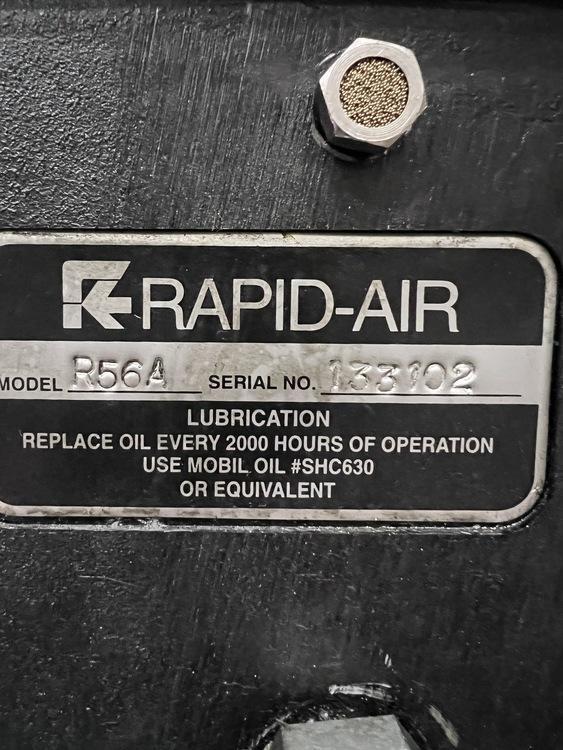 RAPID-AIR
MODEL R56A SERIAL NO. 133102
LUBRICATION
REPLACE OIL EVERY 2000 HOURS OF OPERATION
USE MOBIL OIL #SHC630
OR EQUIVALENT